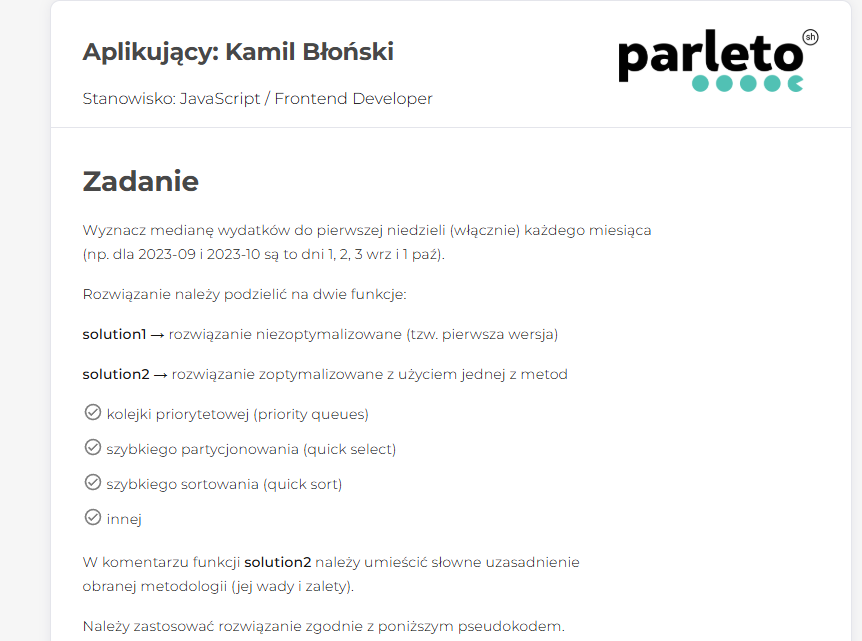 Aplikujący: Kamil Błoński
parleto sh
Stanowisko: JavaScript / Frontend Developer
Zadanie
Wyznacz medianę wydatków do pierwszej niedzieli (włącznie) każdego miesiąca
(np. dla 2023-09 i 2023-10 są to dni 1, 2, 3 wrz i 1 paź).
Rozwiązanie należy podzielić na dwie funkcje:
solution1 → rozwiązanie niezoptymalizowane (tzw. pierwsza wersja)
solution2 → rozwiązanie zoptymalizowane z użyciem jednej z metod
kolejki priorytetowej (priority queues)
szybkiego partycjonowania (quick select)
szybkiego sortowania (quick sort)
innej
W komentarzu funkcji solution2 należy umieścić słowne uzasadnienie
obranej metodologii (jej wady i zalety).
Należy zastosować rozwiązanie zgodnie z poniższym pseudokodem.